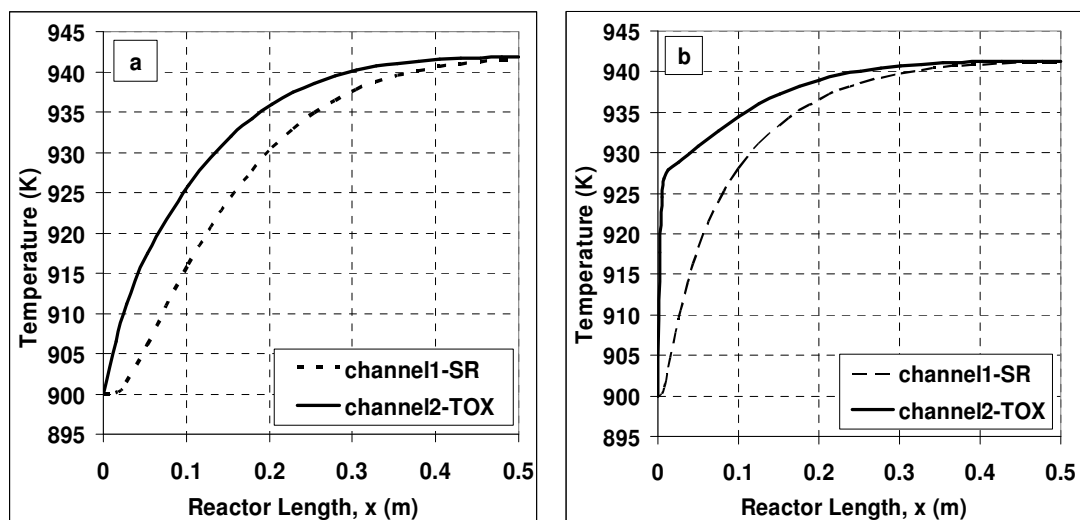 a
945
940
935
930
925
920
915
910
905
900
895
Temperature (K)
channel1-SR
channel2-TOX
0 0.1 0.2 0.3 0.4 0.5
Reactor Length, x (m)
b
945
940
935
930
925
920
915
910
905
900
895
Temperature (K)
channel1-SR
channel2-TOX
0 0.1 0.2 0.3 0.4 0.5
Reactor Length, x (m)